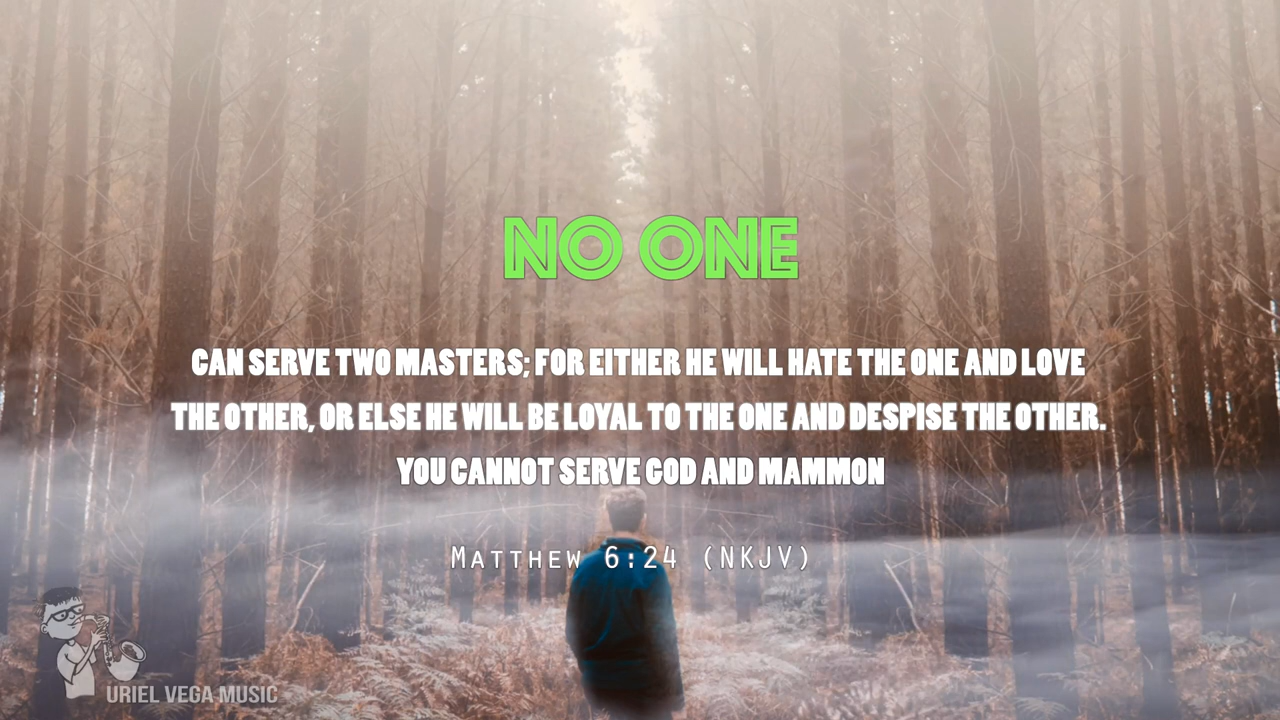 NO ONE
CAN SERVE TWO MASTERS; FOR EITHER HE WILL HATE THE ONE AND LOVE
THE OTHER, OR ELSE HE WILL BE LOYAL TO THE ONE AND DESPISE THE OTHER.
YOU CANNOT SERVE GOD AND MAMMON
Matthew 6:24 (NKJV)
URIEL VEGA MUSIC